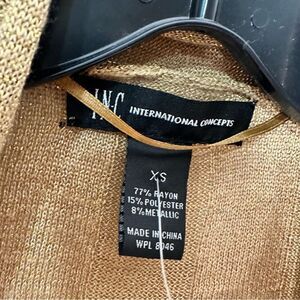 I.N.C INTERNATIONAL CONCEPTS
XS
77% RAYON
15% POLYESTER
8% METALLIC
MADE IN CHINA
WPL 8046